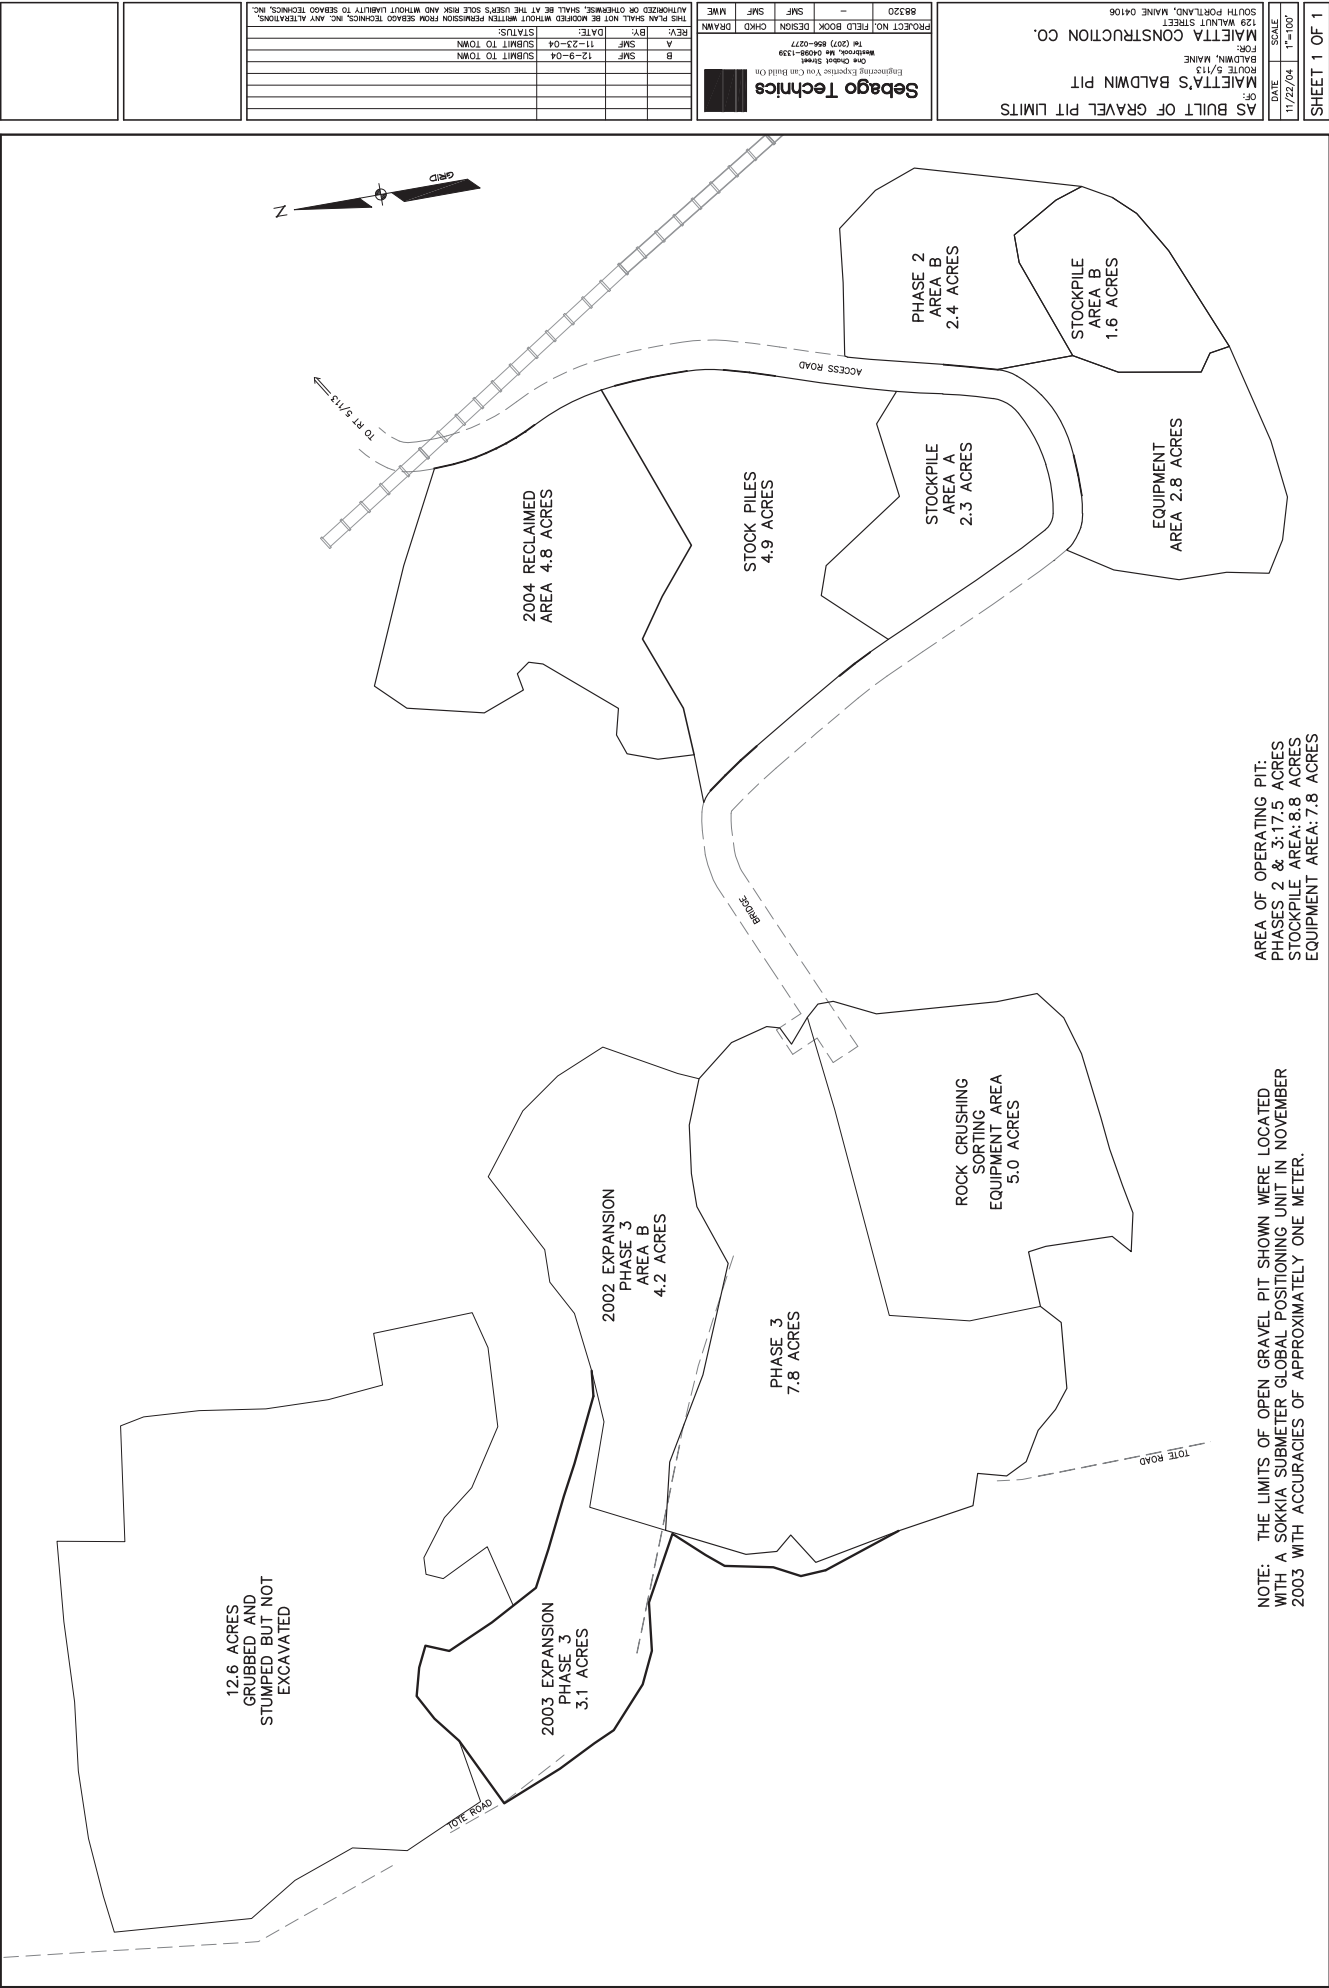 SHEET 1 OF 1
SCALE
1"=100'
DATE
11/22/04
AS BUILT OF GRAVEL PIT LIMITS
OF:
MAIETTA'S BALDWIN PIT
ROUTE 5/113
BALDWIN, MAINE
FOR:
MAIETTA CONSTRUCTION CO.
129 WALNUT STREET
SOUTH PORTLAND, MAINE 04106
Sebago Technics
Engineering Expertise You Can Build On
One Chabot Street
Westbrook, Me 04098-1339
Tel (207) 856-0277
PROJECT NO. FIELD BOOK DESIGN CHKD DRAWN
88320 - SMF SMF MWE
B SMF 12-9-04 SUBMIT TO TOWN
A SMF 11-23-04 SUBMIT TO TOWN
REV: BY: DATE: STATUS:
THIS PLAN SHALL NOT BE MODIFIED WITHOUT WRITTEN PERMISSION FROM SEBAGO TECHNICS, INC. ANY ALTERATIONS,
AUTHORIZED OR OTHERWISE, SHALL BE AT THE USER'S SOLE RISK AND WITHOUT LIABILITY TO SEBAGO TECHNICS, INC.
GRID
N
TO RT 5/113
ACCESS ROAD
PHASE 2
AREA B
2.4 ACRES
STOCKPILE
AREA B
1.6 ACRES
EQUIPMENT
AREA 2.8 ACRES
STOCKPILE
AREA A
2.3 ACRES
STOCK PILES
4.9 ACRES
2004 RECLAIMED
AREA 4.8 ACRES
BRIDGE
AREA OF OPERATING PIT:
PHASES 2 & 3:17.5 ACRES
STOCKPILE AREA:8.8 ACRES
EQUIPMENT AREA:7.8 ACRES
ROCK CRUSHING
SORTING
EQUIPMENT AREA
5.0 ACRES
2002 EXPANSION
PHASE 3
AREA B
4.2 ACRES
PHASE 3
7.8 ACRES
TOTE ROAD
2003 EXPANSION
PHASE 3
3.1 ACRES
12.6 ACRES
GRUBBED AND
STUMPED BUT NOT
EXCAVATED
TOTE ROAD
NOTE: THE LIMITS OF OPEN GRAVEL PIT SHOWN WERE LOCATED
WITH A SOKKIA SUBMETER GLOBAL POSITIONING UNIT IN NOVEMBER
2003 WITH ACCURACIES OF APPROXIMATELY ONE METER.